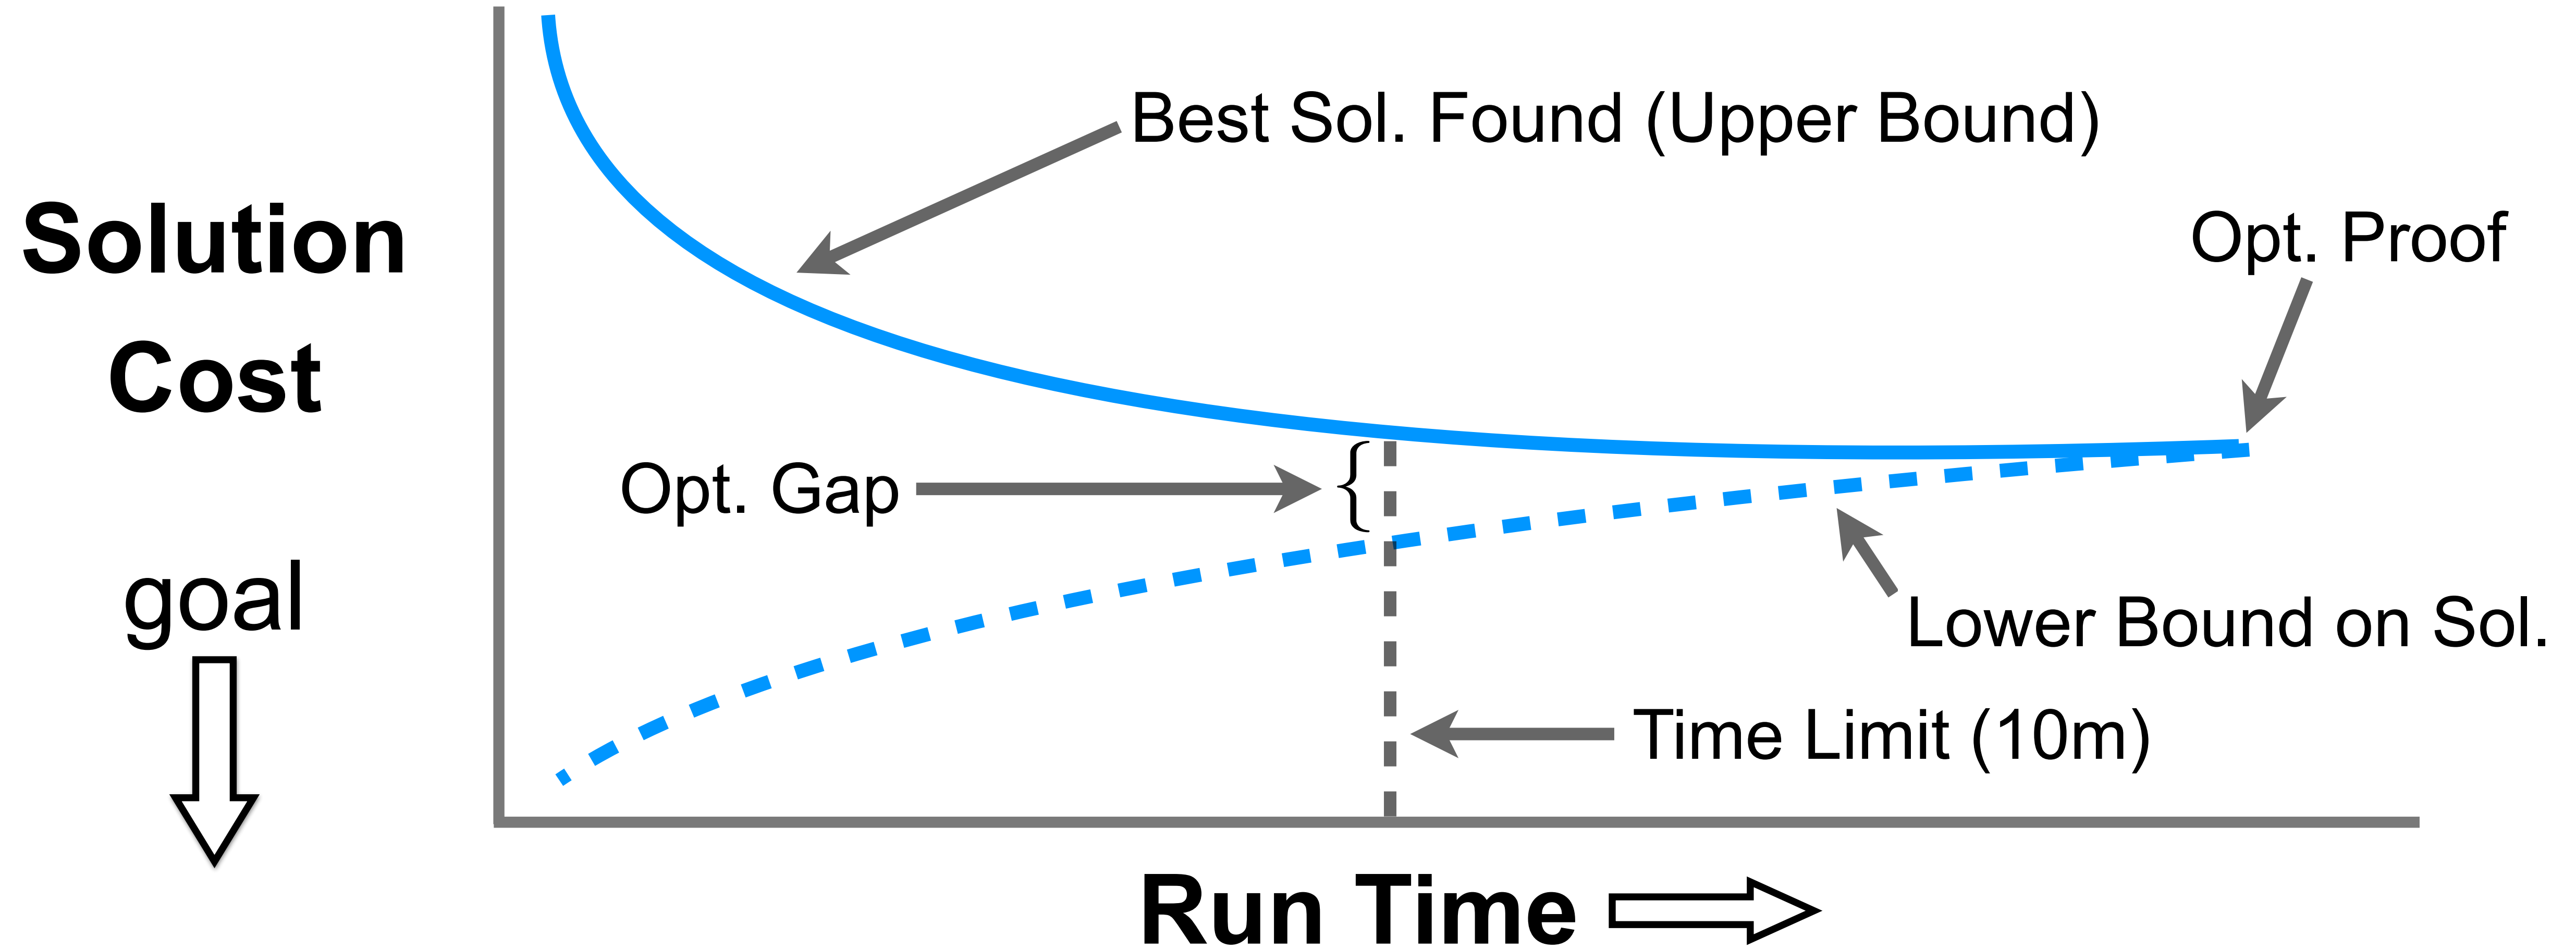 Best Sol. Found (Upper Bound)
Solution
Cost
Opt. Proof
Opt. Gap
goal
Lower Bound on Sol.
Time Limit (10m)
Run Time